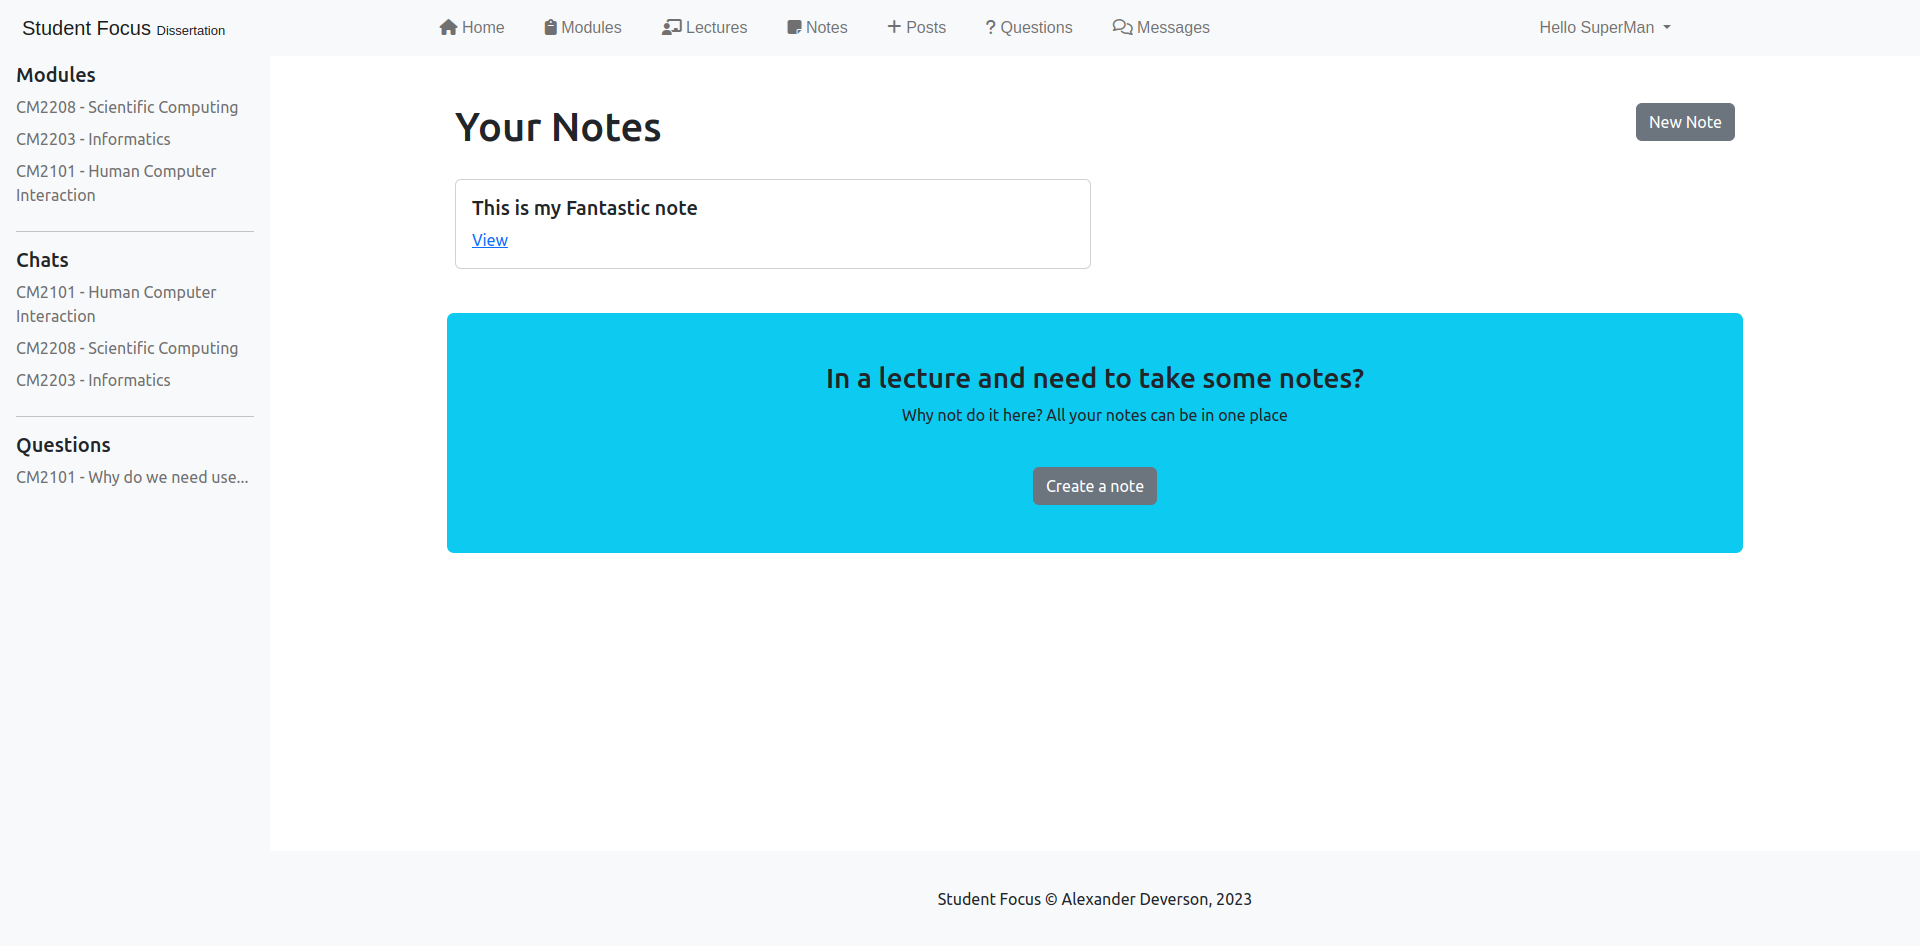 Student Focus Dissertation
Home
Modules
Lectures
Notes
Posts
Questions
Messages
Hello SuperMan
Modules
CM2208 - Scientific Computing
CM2203 - Informatics
CM2101 - Human Computer
Interaction
Chats
CM2101 - Human Computer
Interaction
CM2208 - Scientific Computing
CM2203 - Informatics
Questions
CM2101 - Why do we need use...
Your Notes
New Note
This is my Fantastic note
View
In a lecture and need to take some notes?
Why not do it here? All your notes can be in one place
Create a note
Student Focus © Alexander Deverson, 2023